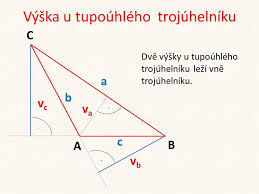 Výška u tupoúhlého trojúhelníku
C
Dvě výšky u tupoúhlého
trojúhelníku leží vně
trojúhelníku.
a
b
vc
va
A
c
B
vb